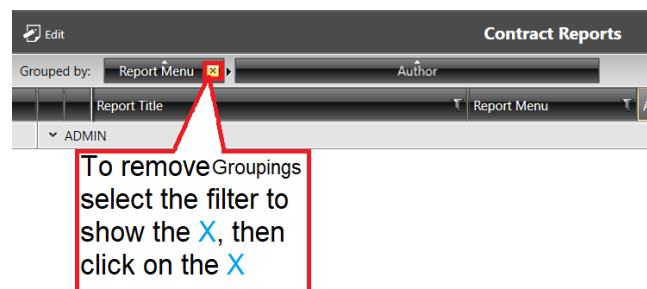 Edit
Contract Reports
Grouped by: Report Menu x Author
Report Title Report Menu A
ADMIN
To remove Groupings
select the filter to
show the X, then
click on the X